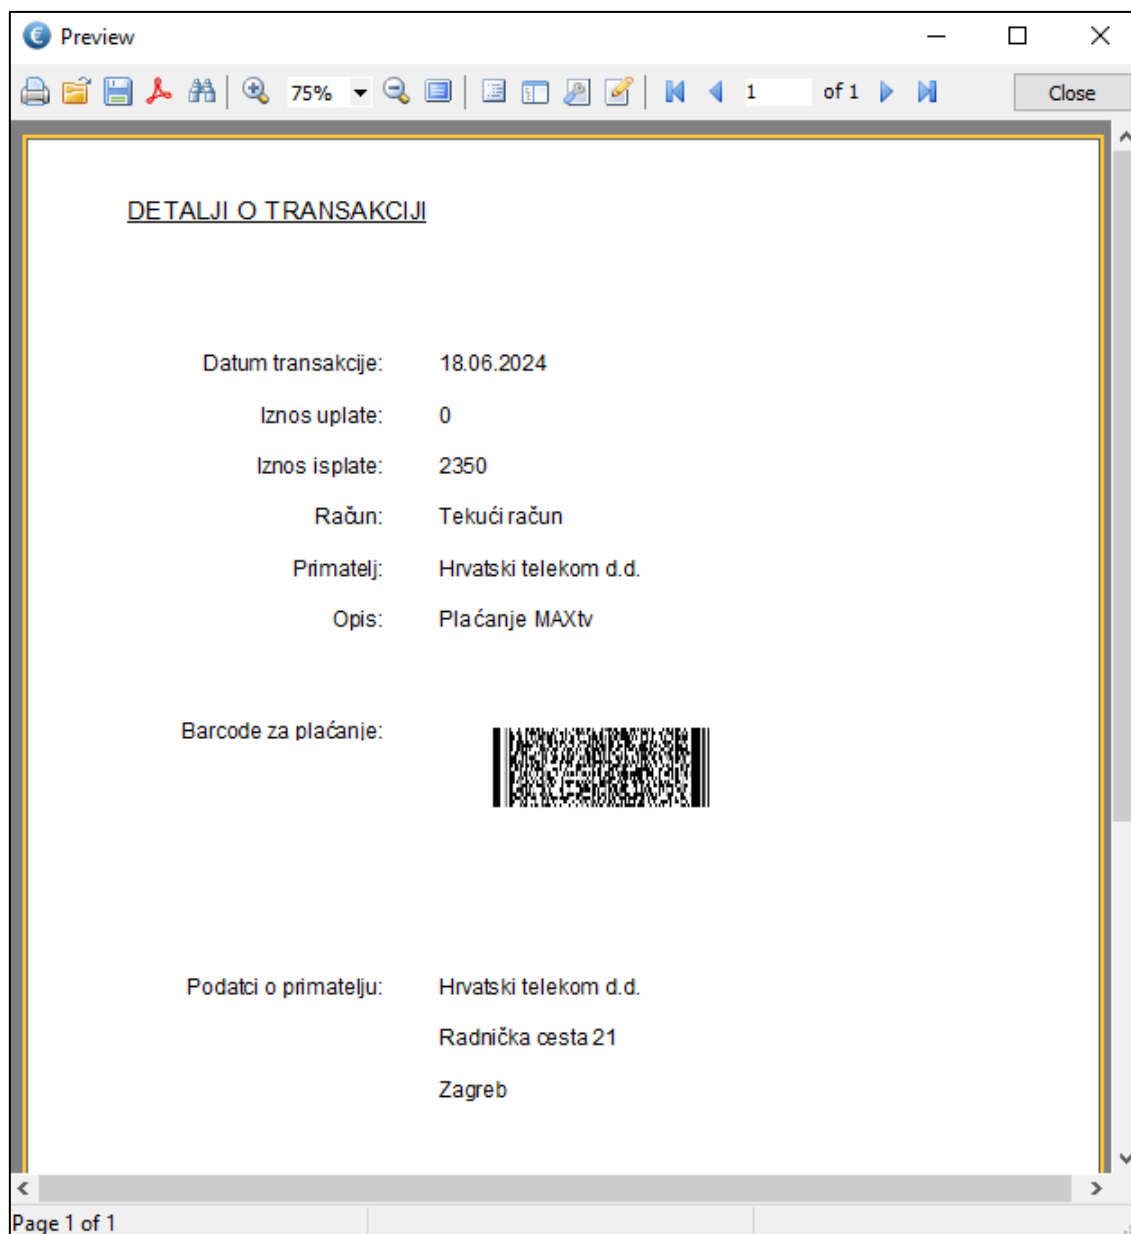 Preview
75% 1 of 1 Close
DETALJI O TRANSAKCIJI
Datum transakcije: 18.06.2024
Iznos uplate: 0
Iznos isplate: 2350
Račun: Tekući račun
Primatelj: Hrvatski telekom d.d.
Opis: Plaćanje MAXtv
Barcode za plaćanje:
Podatci o primatelju: Hrvatski telekom d.d.
Radnička cesta 21
Zagreb
Page 1 of 1